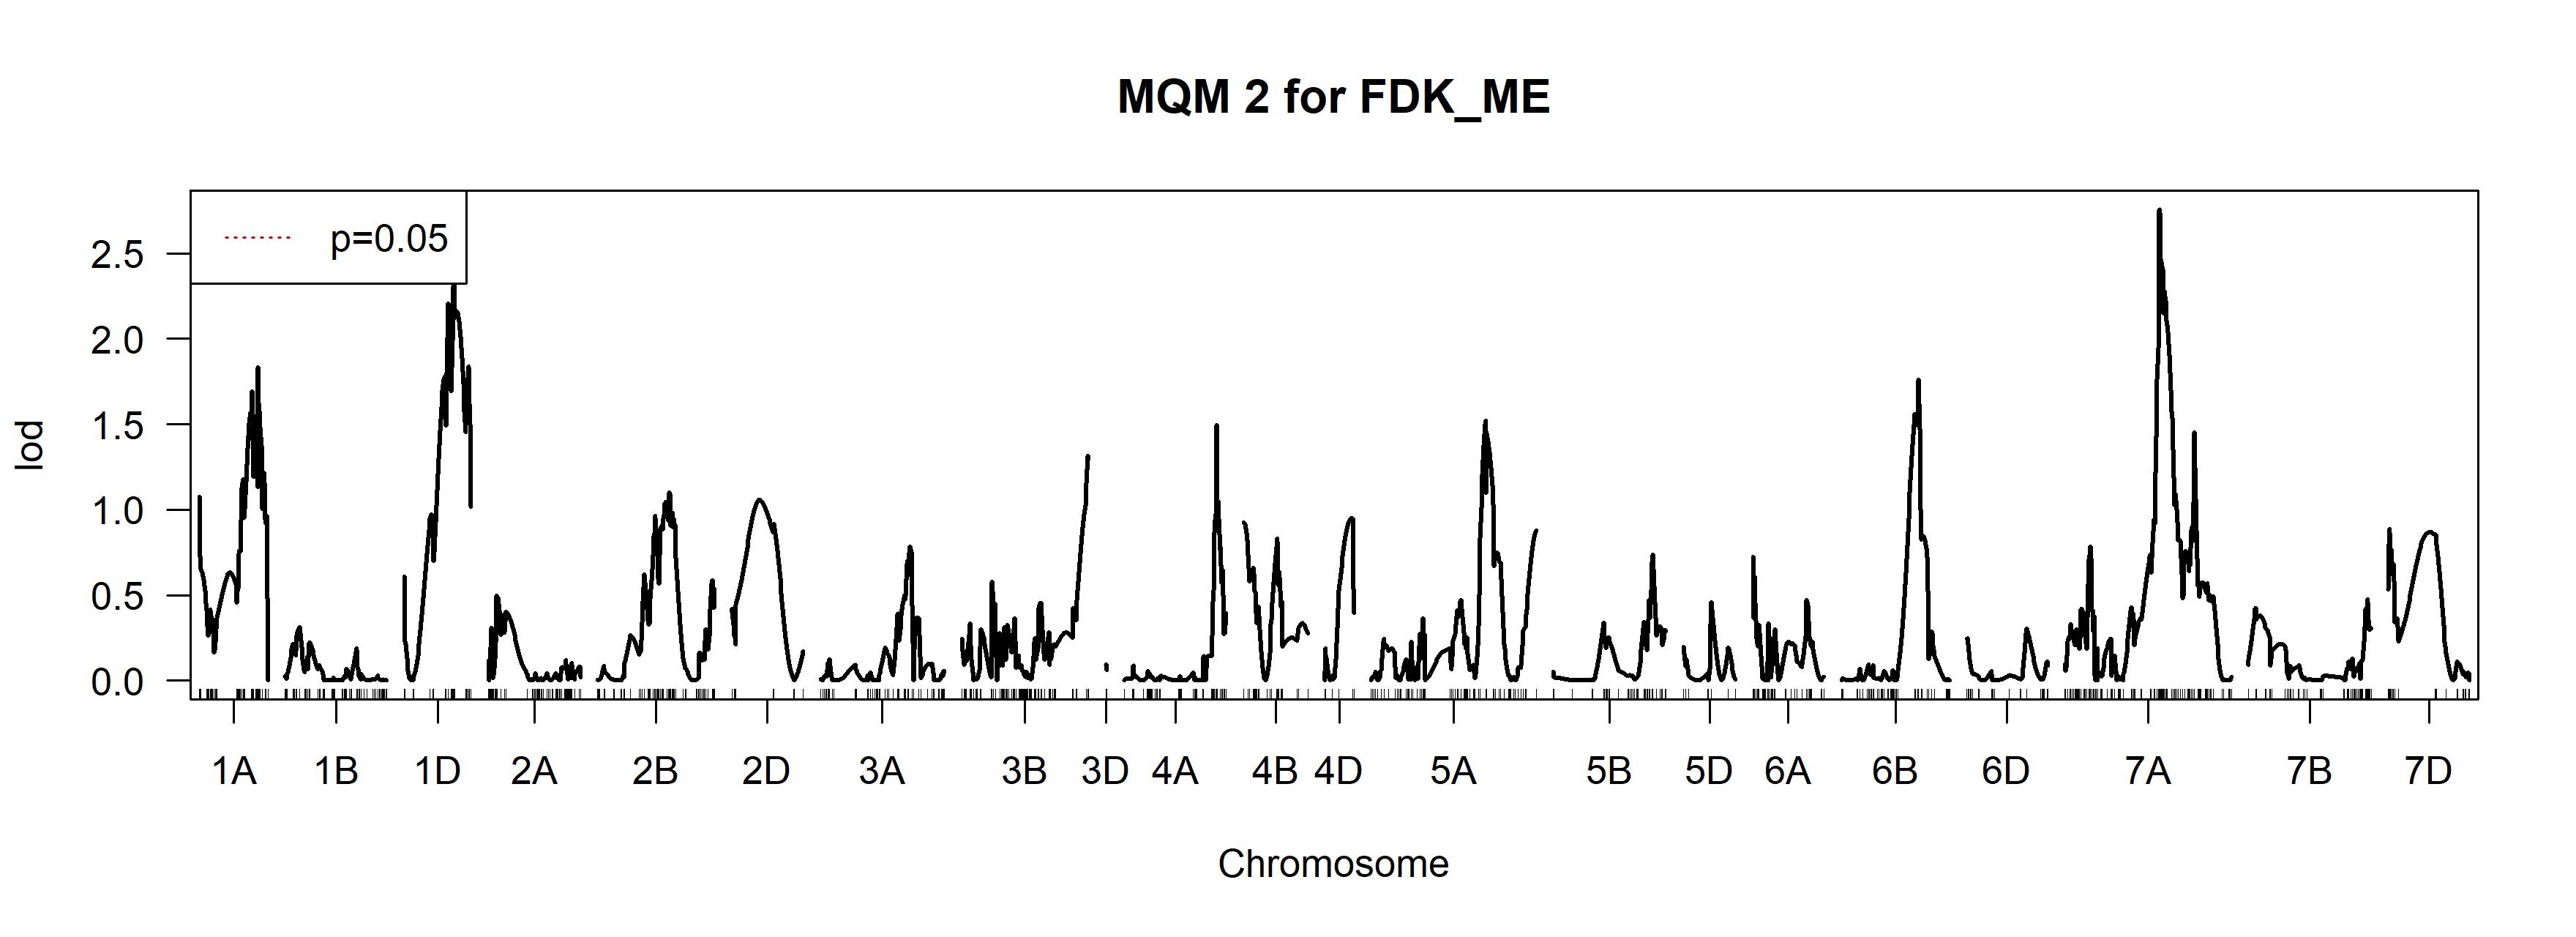 MQM 2 for FDK_ME
p=0.05
2.5
2.0
1.5
1.0
0.5
0.0
lod
1A 1B 1D 2A 2B 2D 3A 3B 3D 4A 4B 4D 5A 5B 5D 6A 6B 6D 7A 7B 7D
Chromosome